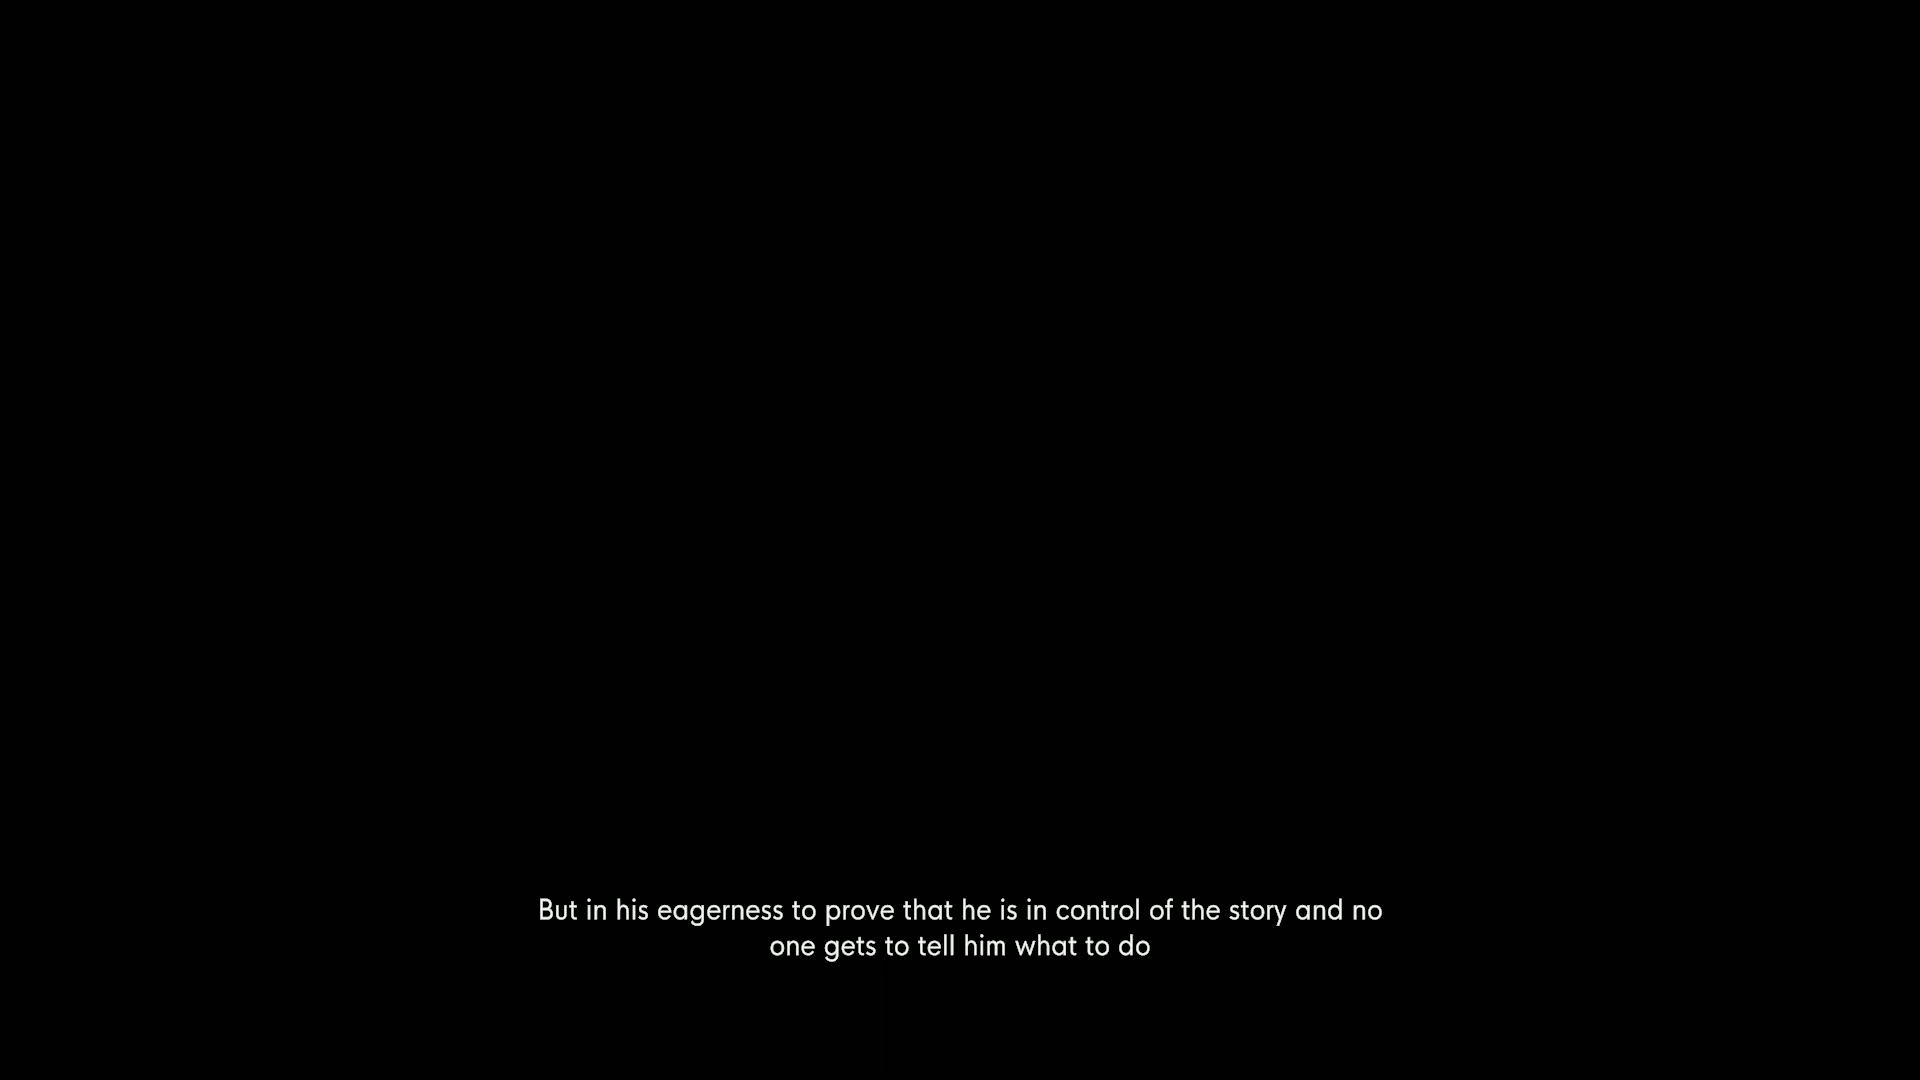 But in his eagerness to prove that he is in control of the story and no
one gets to tell him what to do